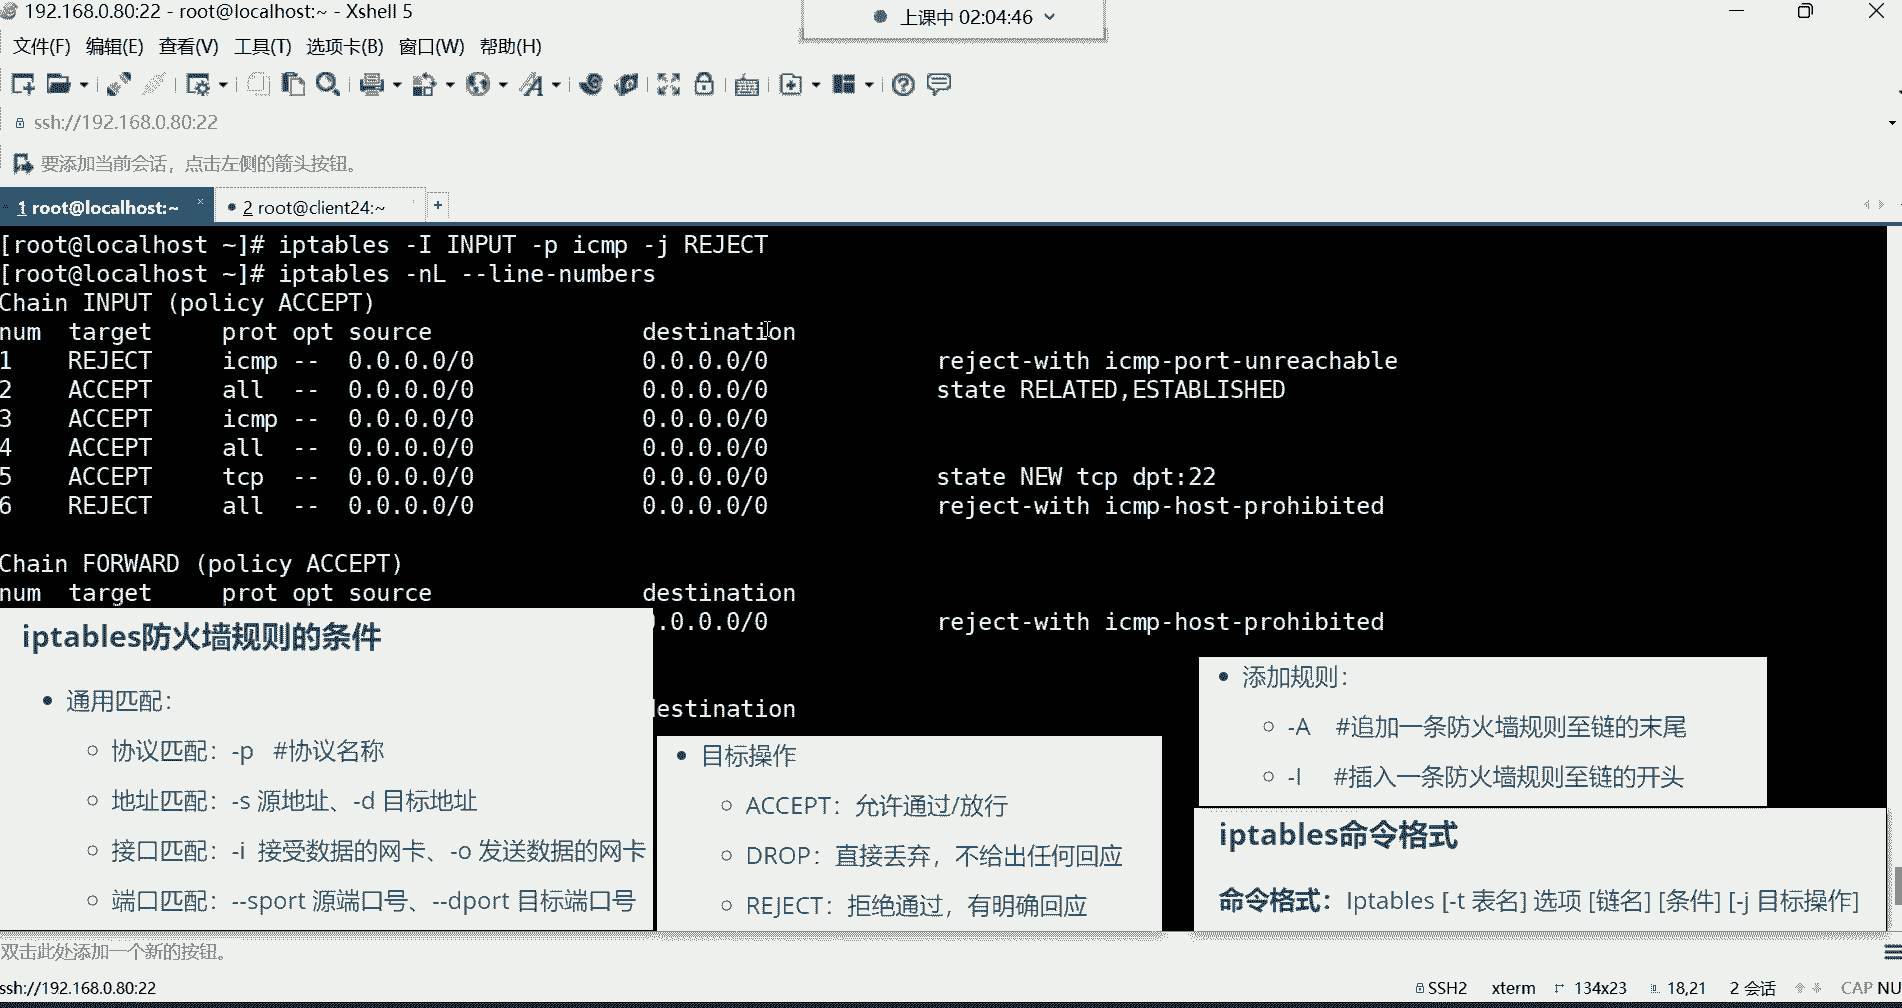 192.168.0.80:22 - root@localhost:~ - Xshell 5
上课中 02:04:46
文件(F) 编辑(E) 查看(V) 工具(T) 选项卡(B) 窗口(W) 帮助(H)
ssh://192.168.0.80:22
要添加当前会话，点击左侧的箭头按钮。
1 root@localhost:~ × 2 root@client24:~ +
[root@localhost ~]# iptables -I INPUT -p icmp -j REJECT
[root@localhost ~]# iptables -nL --line-numbers
Chain INPUT (policy ACCEPT)
num target prot opt source destination
1 REJECT icmp -- 0.0.0.0/0 0.0.0.0/0 reject-with icmp-port-unreachable
2 ACCEPT all -- 0.0.0.0/0 0.0.0.0/0 state RELATED,ESTABLISHED
3 ACCEPT icmp -- 0.0.0.0/0 0.0.0.0/0
4 ACCEPT all -- 0.0.0.0/0 0.0.0.0/0
5 ACCEPT tcp -- 0.0.0.0/0 0.0.0.0/0 state NEW tcp dpt:22
6 REJECT all -- 0.0.0.0/0 0.0.0.0/0 reject-with icmp-host-prohibited
Chain FORWARD (policy ACCEPT)
num target prot opt source destination
.0.0.0/0 reject-with icmp-host-prohibited
destination
iptables防火墙规则的条件
• 通用匹配：
○ 协议匹配：-p #协议名称
○ 地址匹配：-s 源地址、-d 目标地址
○ 接口匹配：-i 接受数据的网卡、-o 发送数据的网卡
○ 端口匹配：--sport 源端口号、--dport 目标端口号
• 目标操作
○ ACCEPT：允许通过/放行
○ DROP：直接丢弃，不给出任何回应
○ REJECT：拒绝通过，有明确回应
• 添加规则：
○ -A #追加一条防火墙规则至链的末尾
○ -I #插入一条防火墙规则至链的开头
iptables命令格式
命令格式：Iptables [-t 表名] 选项 [链名] [条件] [-j 目标操作]
双击此处添加一个新的按钮。
ssh://192.168.0.80:22 SSH2 xterm 134x23 18,21 2 会话 CAP NU